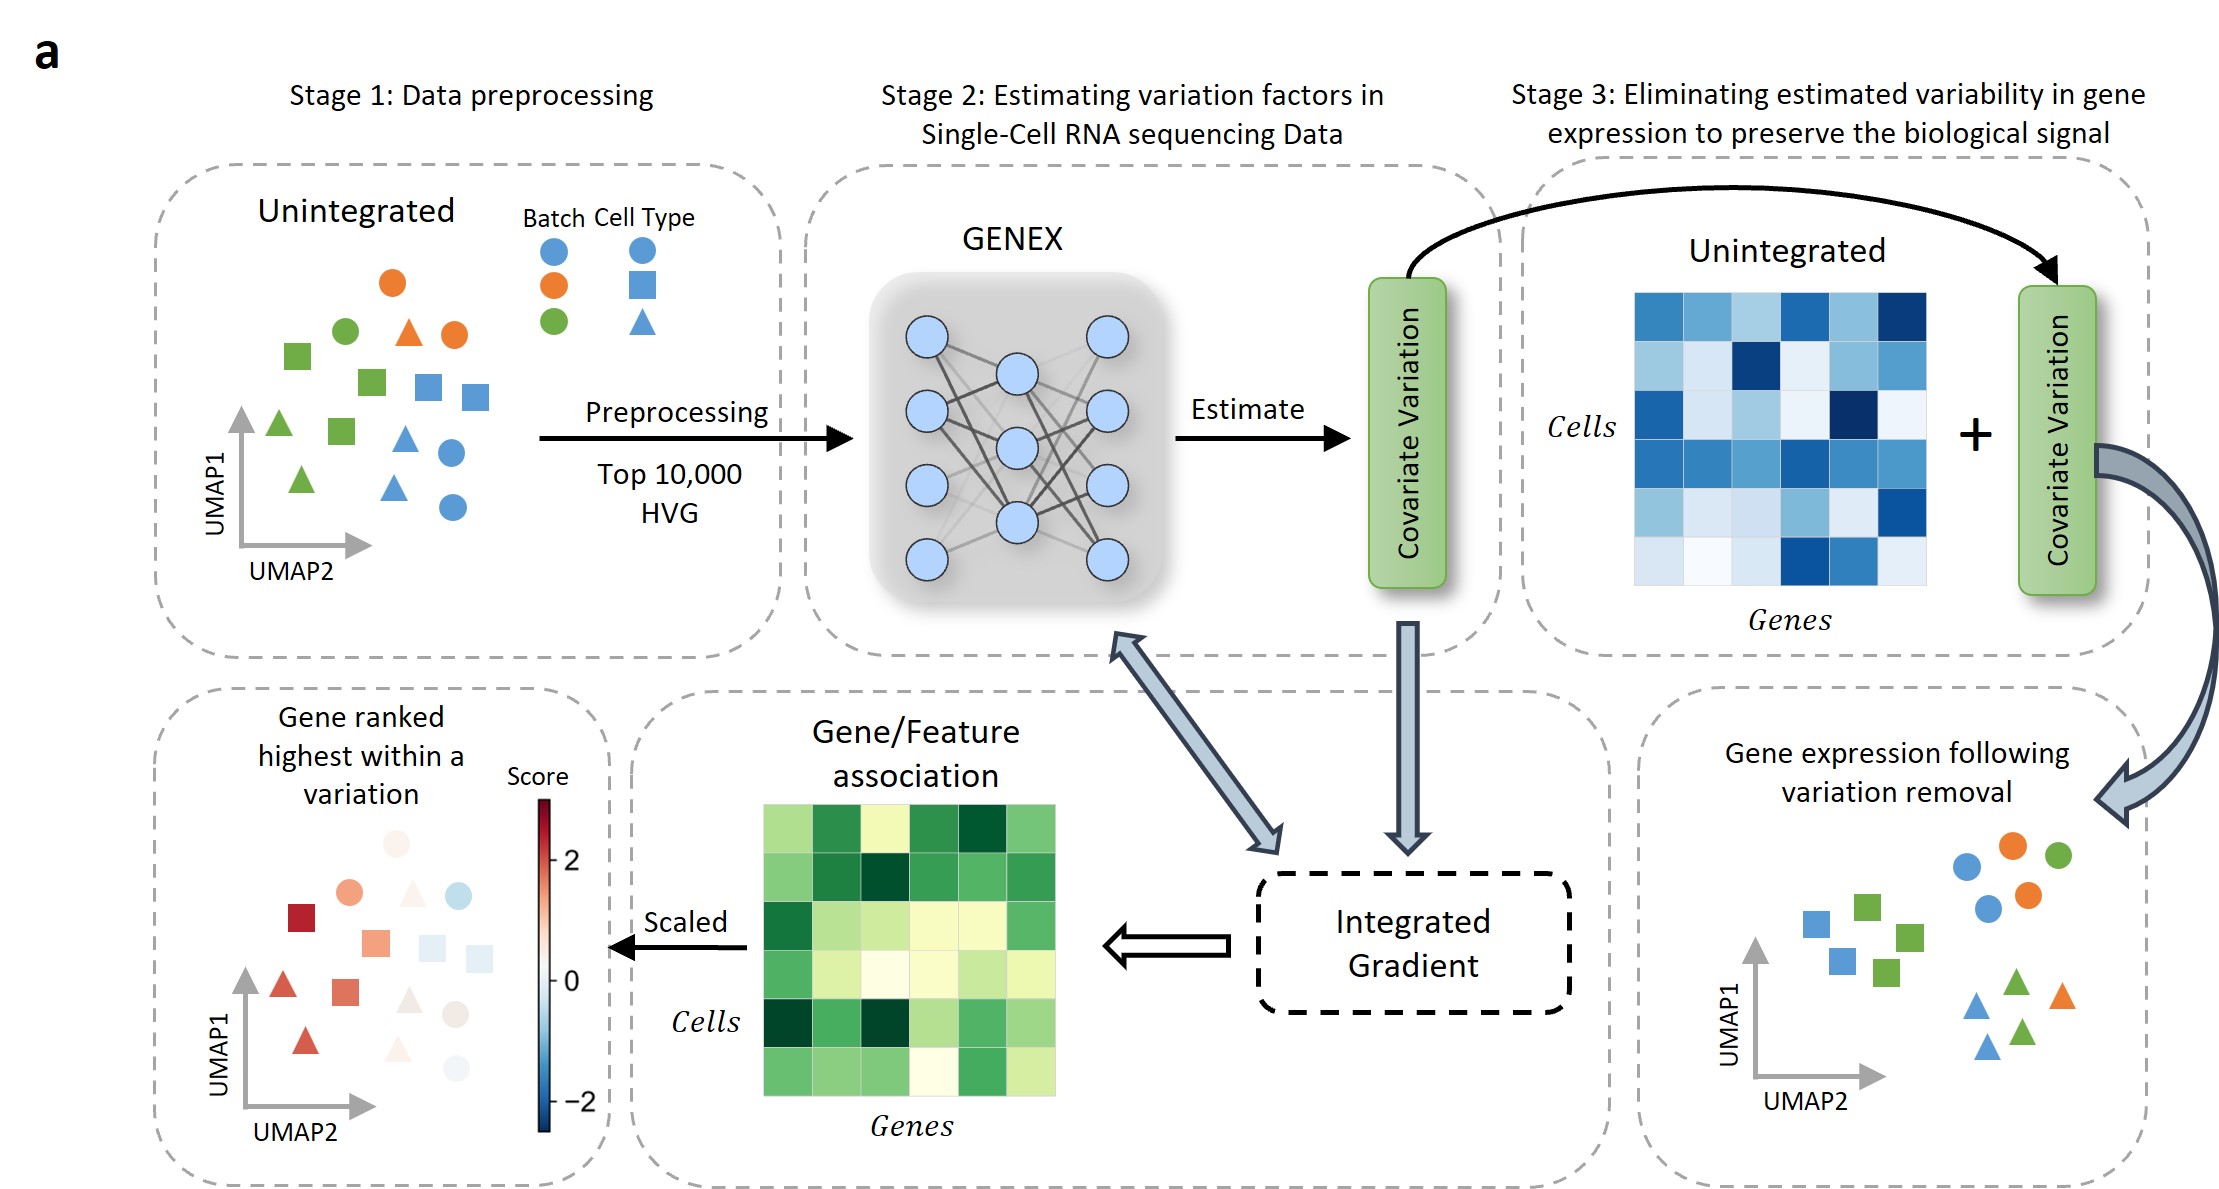 a
Stage 1: Data preprocessing
Stage 2: Estimating variation factors in
Single-Cell RNA sequencing Data
Stage 3: Eliminating estimated variability in gene
expression to preserve the biological signal
Unintegrated
Batch Cell Type
UMAP1
UMAP2
Preprocessing
Top 10,000
HVG
GENEX
Estimate
Covariate Variation
Unintegrated
Cells
Genes
+
Covariate Variation
Gene ranked
highest within a
variation
Score
2
0
−2
UMAP1
UMAP2
Scaled
Gene/Feature
association
Cells
Genes
Integrated
Gradient
Gene expression following
variation removal
UMAP1
UMAP2